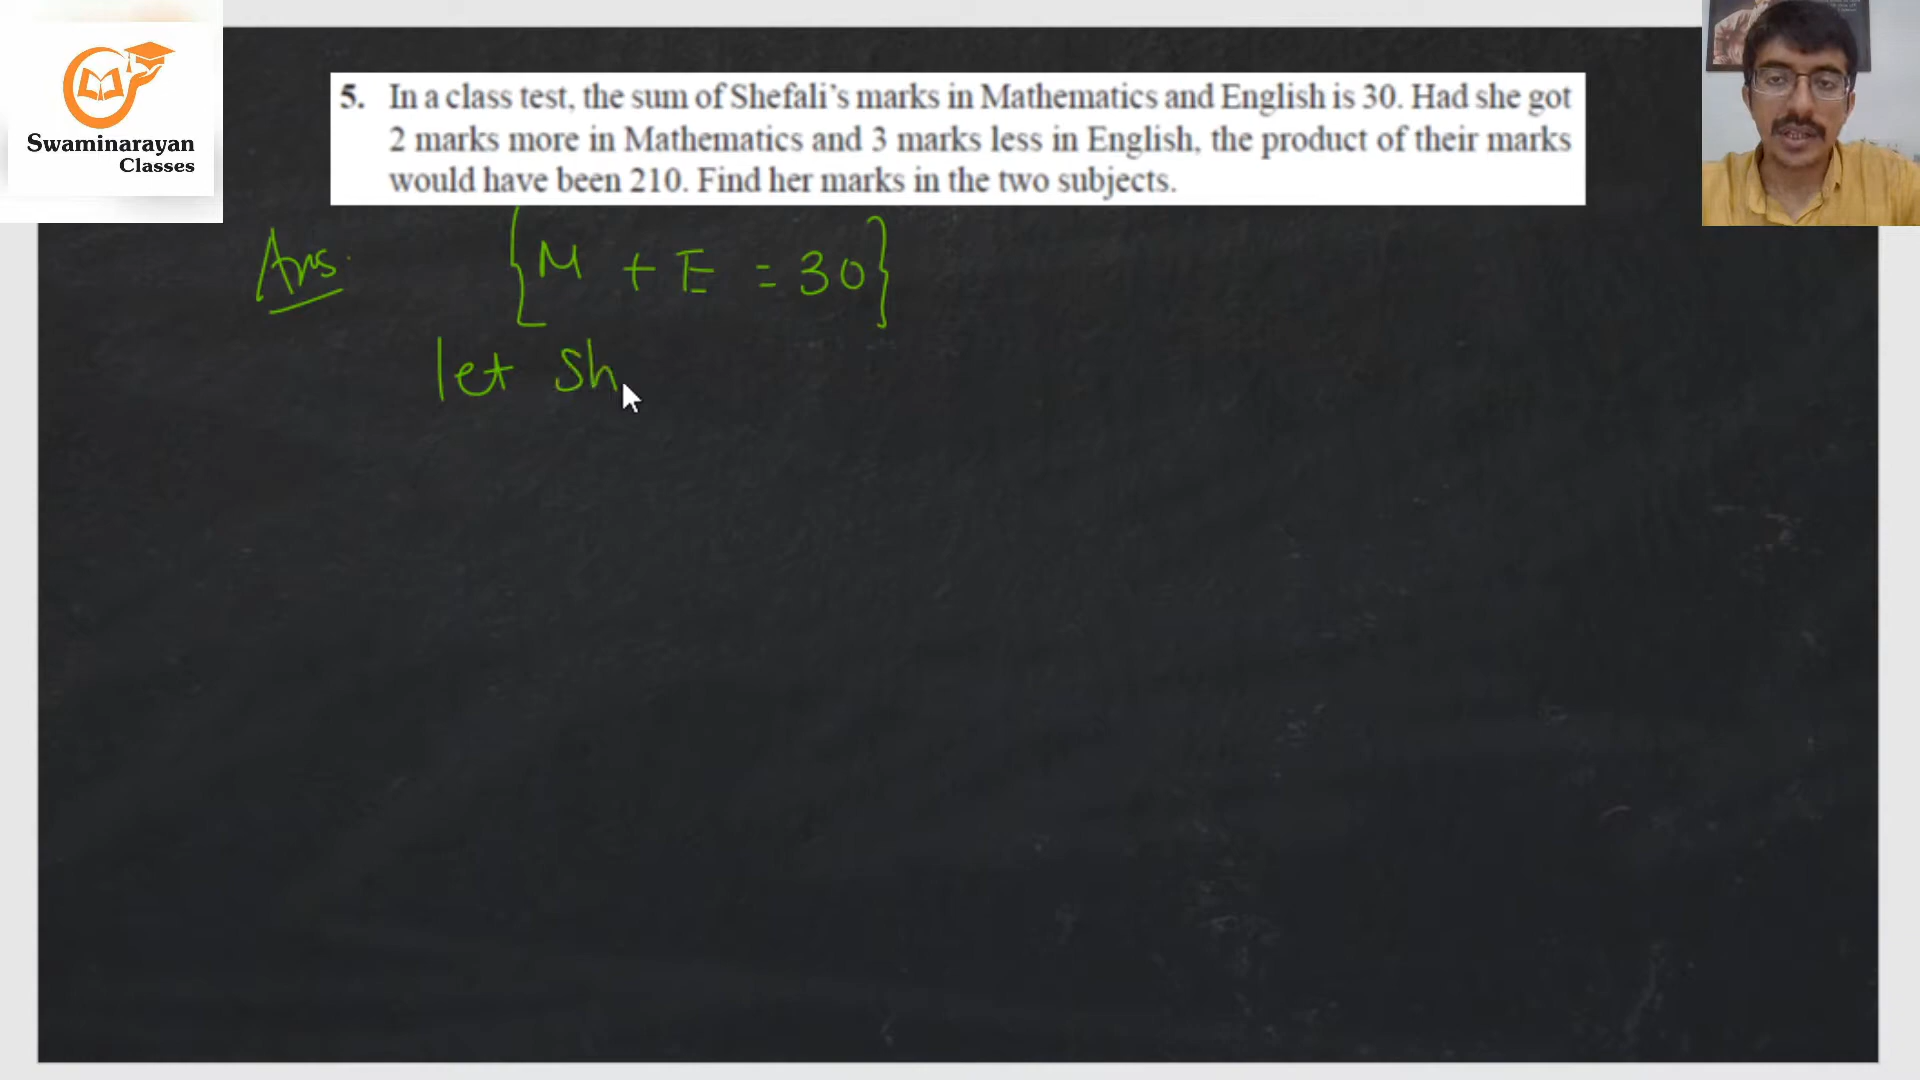 Swaminarayan
Classes
5. In a class test, the sum of Shefali's marks in Mathematics and English is 30. Had she got
2 marks more in Mathematics and 3 marks less in English, the product of their marks
would have been 210. Find her marks in the two subjects.
Ans. {M + E = 30}
let Sh